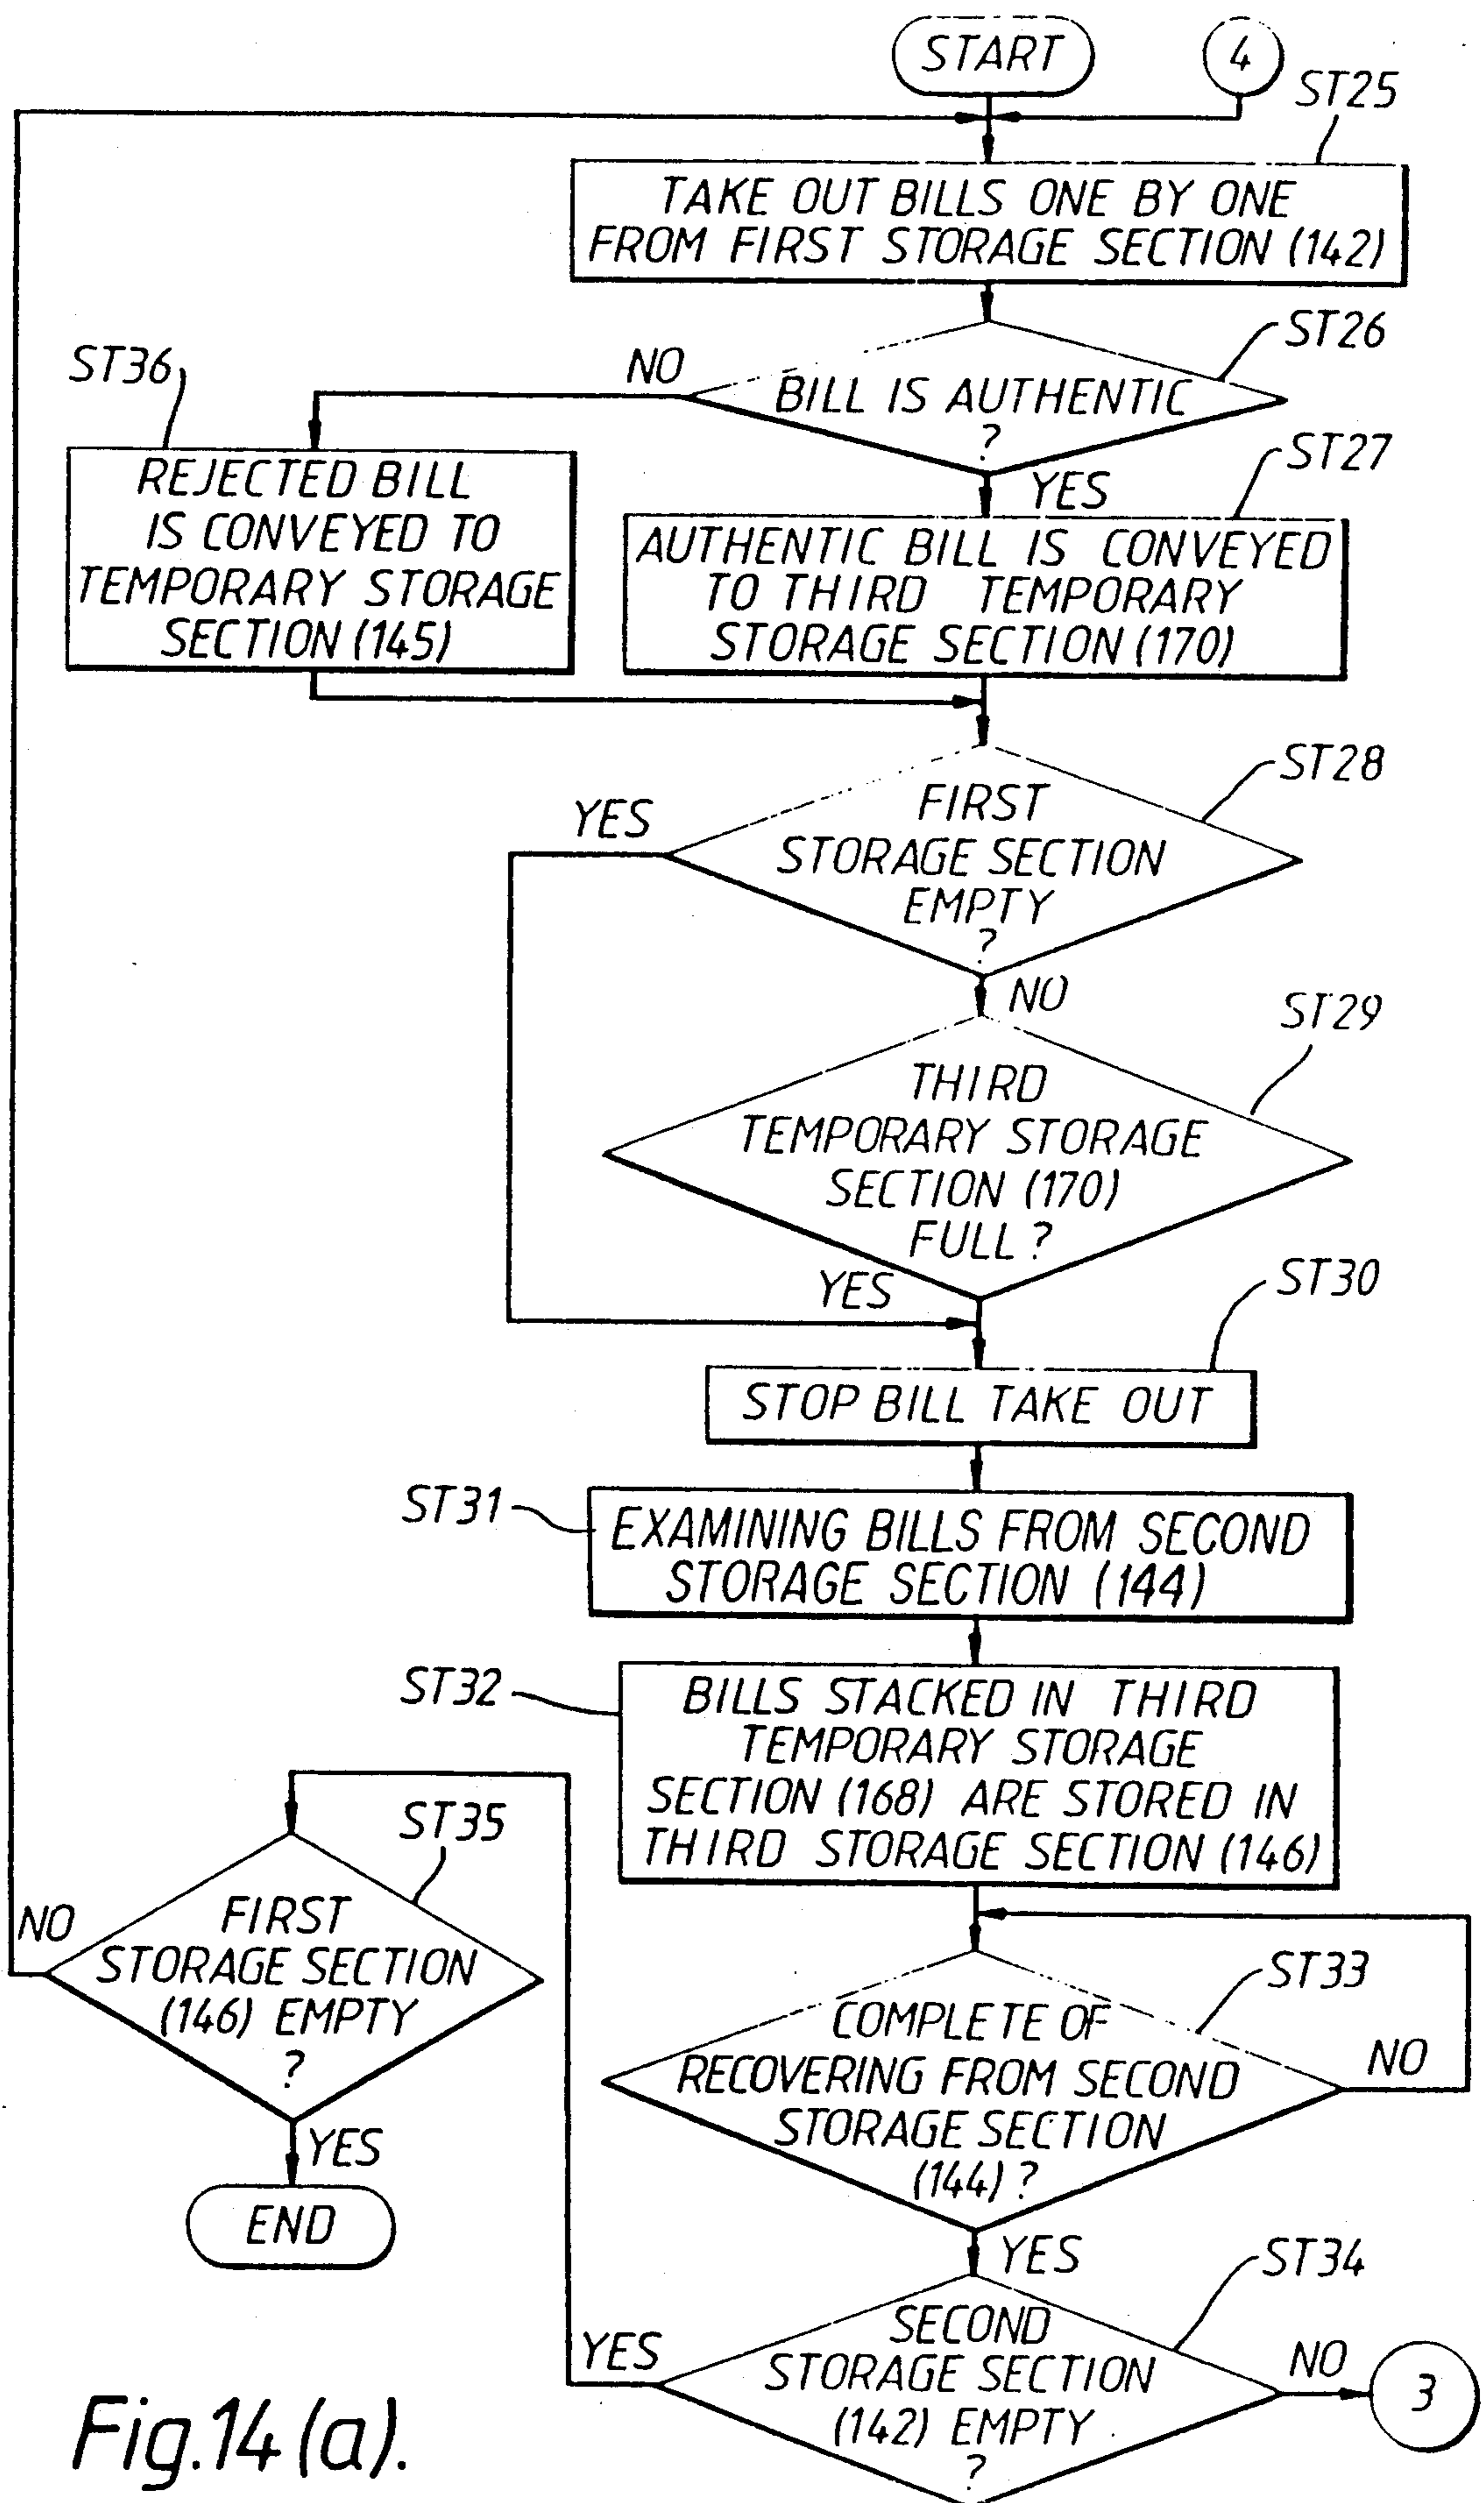 START
4
ST25
TAKE OUT BILLS ONE BY ONE
FROM FIRST STORAGE SECTION (142)
ST26
NO
BILL IS AUTHENTIC
?
ST36
REJECTED BILL
IS CONVEYED TO
TEMPORARY STORAGE
SECTION (145)
YES
ST27
AUTHENTIC BILL IS CONVEYED
TO THIRD TEMPORARY
STORAGE SECTION (170)
ST28
YES
FIRST
STORAGE SECTION
EMPTY
?
NO
ST29
THIRD
TEMPORARY STORAGE
SECTION (170)
FULL ?
YES
ST30
STOP BILL TAKE OUT
ST31
EXAMINING BILLS FROM SECOND
STORAGE SECTION (144)
ST32
BILLS STACKED IN THIRD
TEMPORARY STORAGE
SECTION (168) ARE STORED IN
THIRD STORAGE SECTION (146)
ST35
NO
FIRST
STORAGE SECTION
(146) EMPTY
?
YES
END
ST33
COMPLETE OF
RECOVERING FROM SECOND
STORAGE SECTION
(144) ?
NO
YES
ST34
YES
SECOND
STORAGE SECTION
(142) EMPTY
?
NO
3
Fig.14(a).